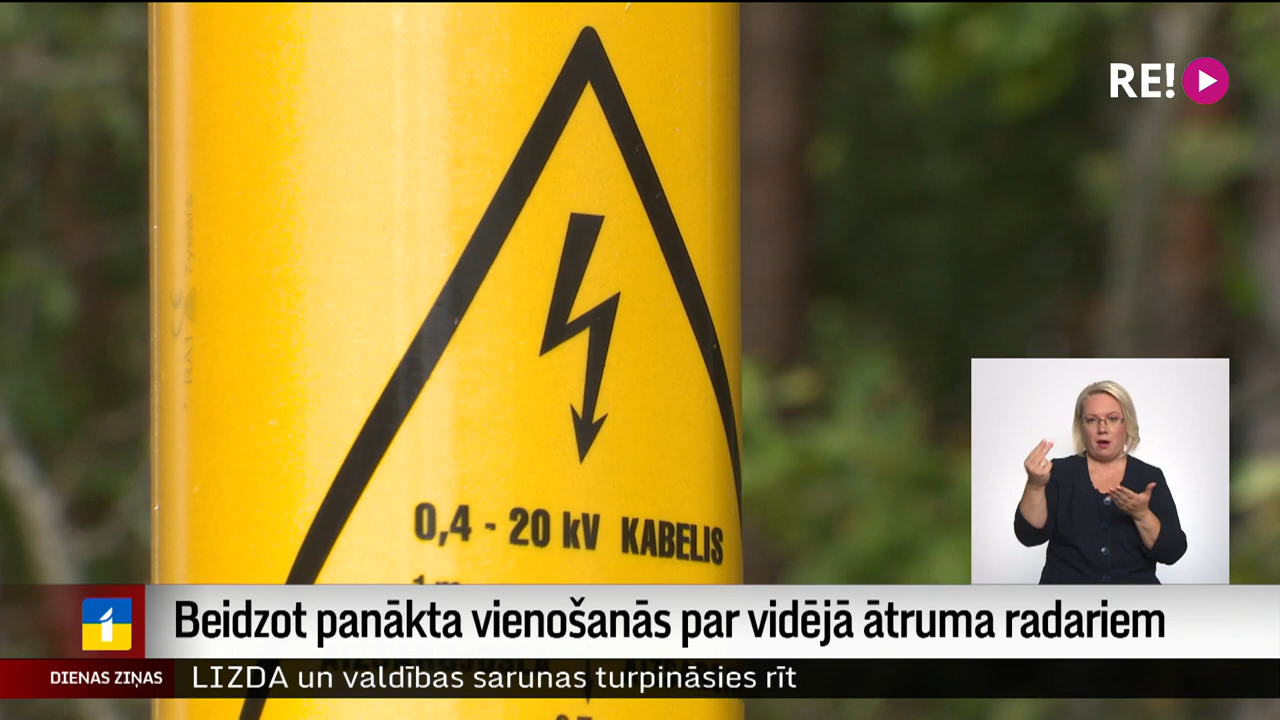 RE!
0,4 - 20 kV KABELIS
1
Beidzot panākta vienošanās par vidējā ātruma radariem
DIENAS ZIŅAS
LIZDA un valdības sarunas turpināsies rīt